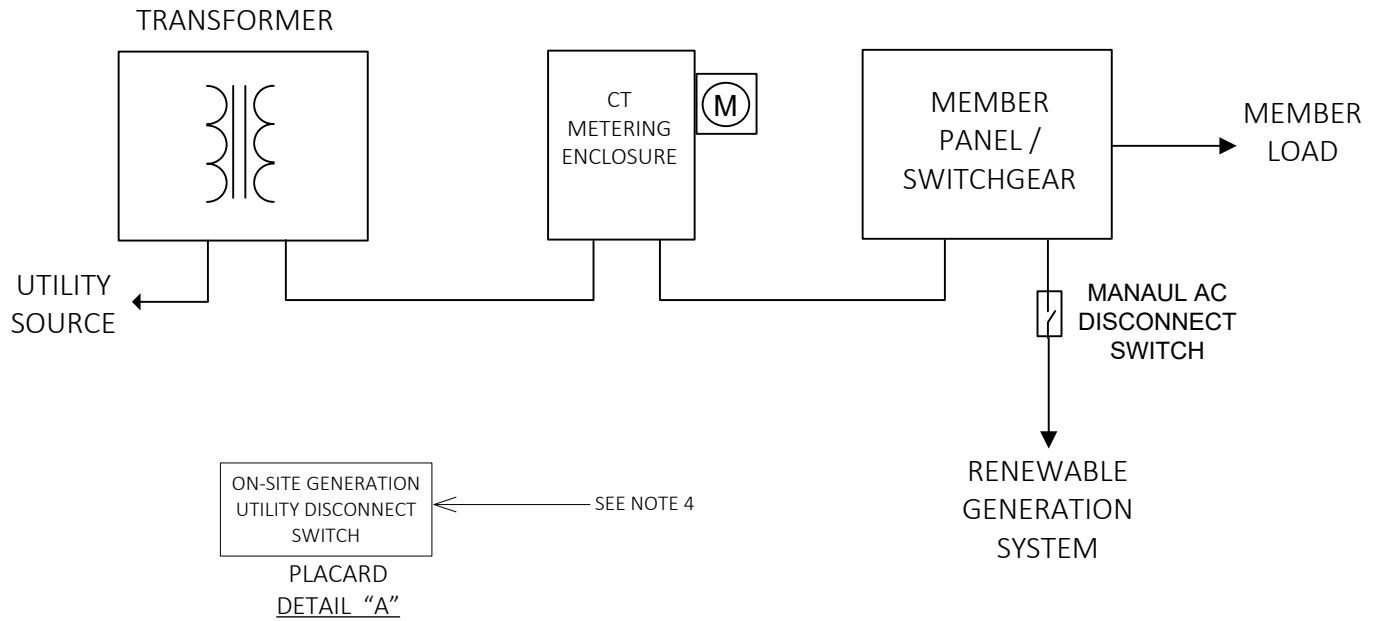 TRANSFORMER
CT
METERING
ENCLOSURE
M
MEMBER
PANEL /
SWITCHGEAR
MEMBER
LOAD
UTILITY
SOURCE
MANAUL AC
DISCONNECT
SWITCH
RENEWABLE
GENERATION
SYSTEM
ON-SITE GENERATION
UTILITY DISCONNECT
SWITCH
SEE NOTE 4
PLACARD
DETAIL “A”